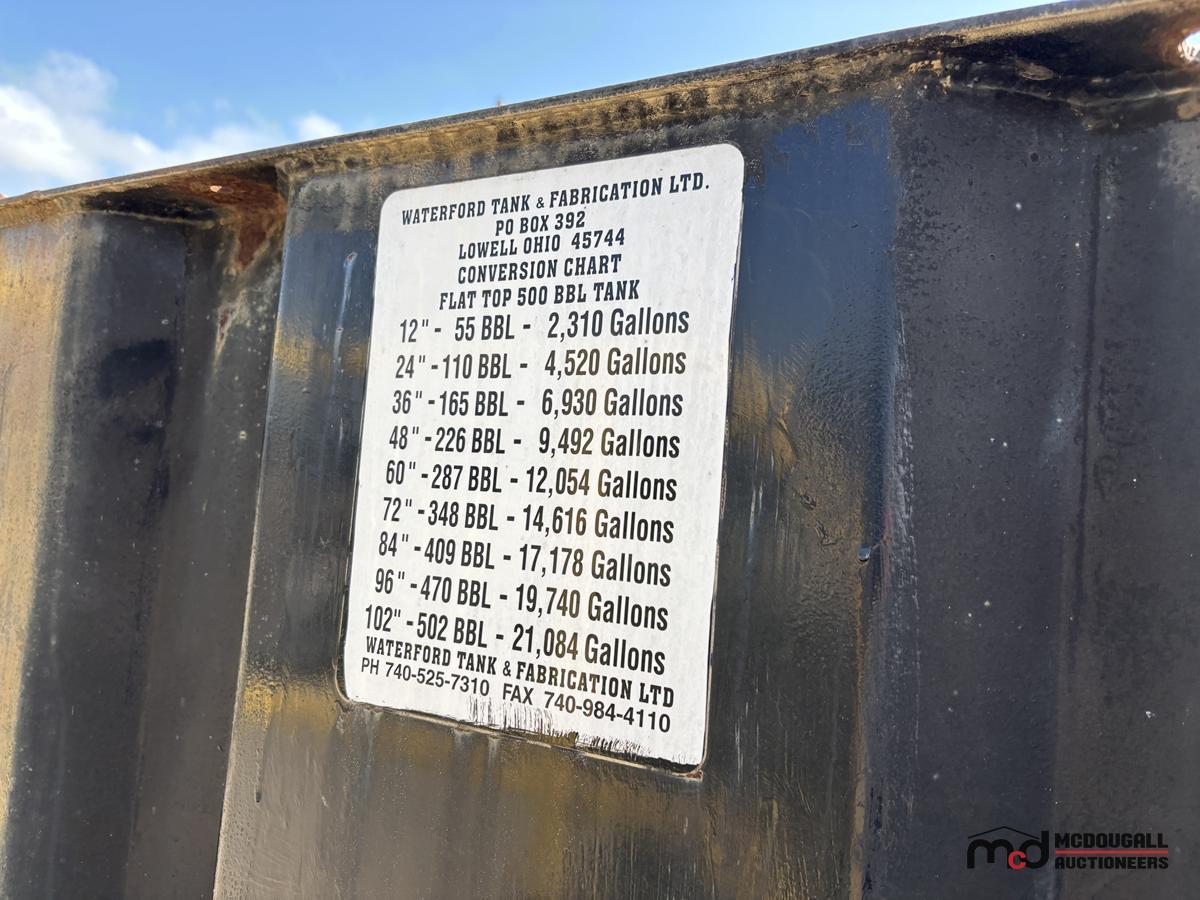 WATERFORD TANK & FABRICATION LTD.
PO BOX 392
LOWELL OHIO 45744
CONVERSION CHART
FLAT TOP 500 BBL TANK
12" - 55 BBL - 2,310 Gallons
24" - 110 BBL - 4,520 Gallons
36" - 165 BBL - 6,930 Gallons
48" - 226 BBL - 9,492 Gallons
60" - 287 BBL - 12,054 Gallons
72" - 348 BBL - 14,616 Gallons
84" - 409 BBL - 17,178 Gallons
96" - 470 BBL - 19,740 Gallons
102" - 502 BBL - 21,084 Gallons
WATERFORD TANK & FABRICATION LTD
PH 740-525-7310 FAX 740-984-4110
mcd MCDOUGALL
AUCTIONEERS